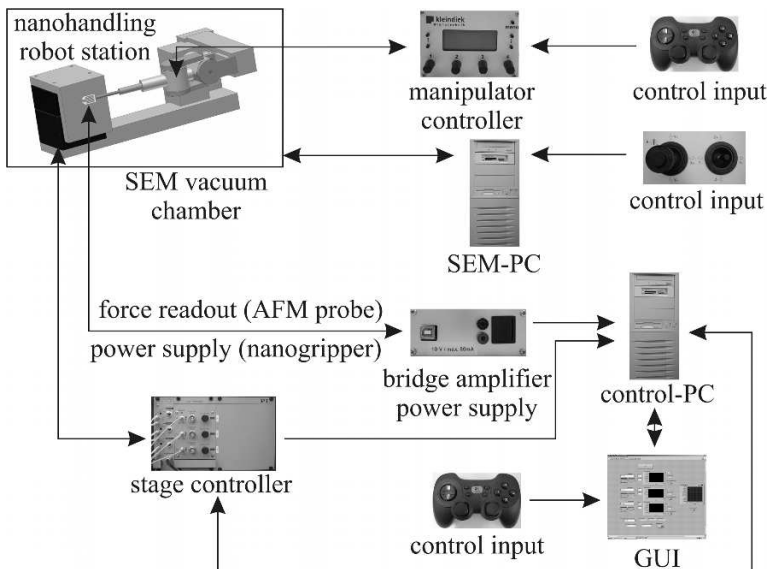 nanohandling
robot station
kleindiek
manipulator
controller
control input
SEM vacuum
chamber
control input
SEM-PC
force readout (AFM probe)
power supply (nanogripper)
bridge amplifier
power supply
control-PC
stage controller
control input
GUI